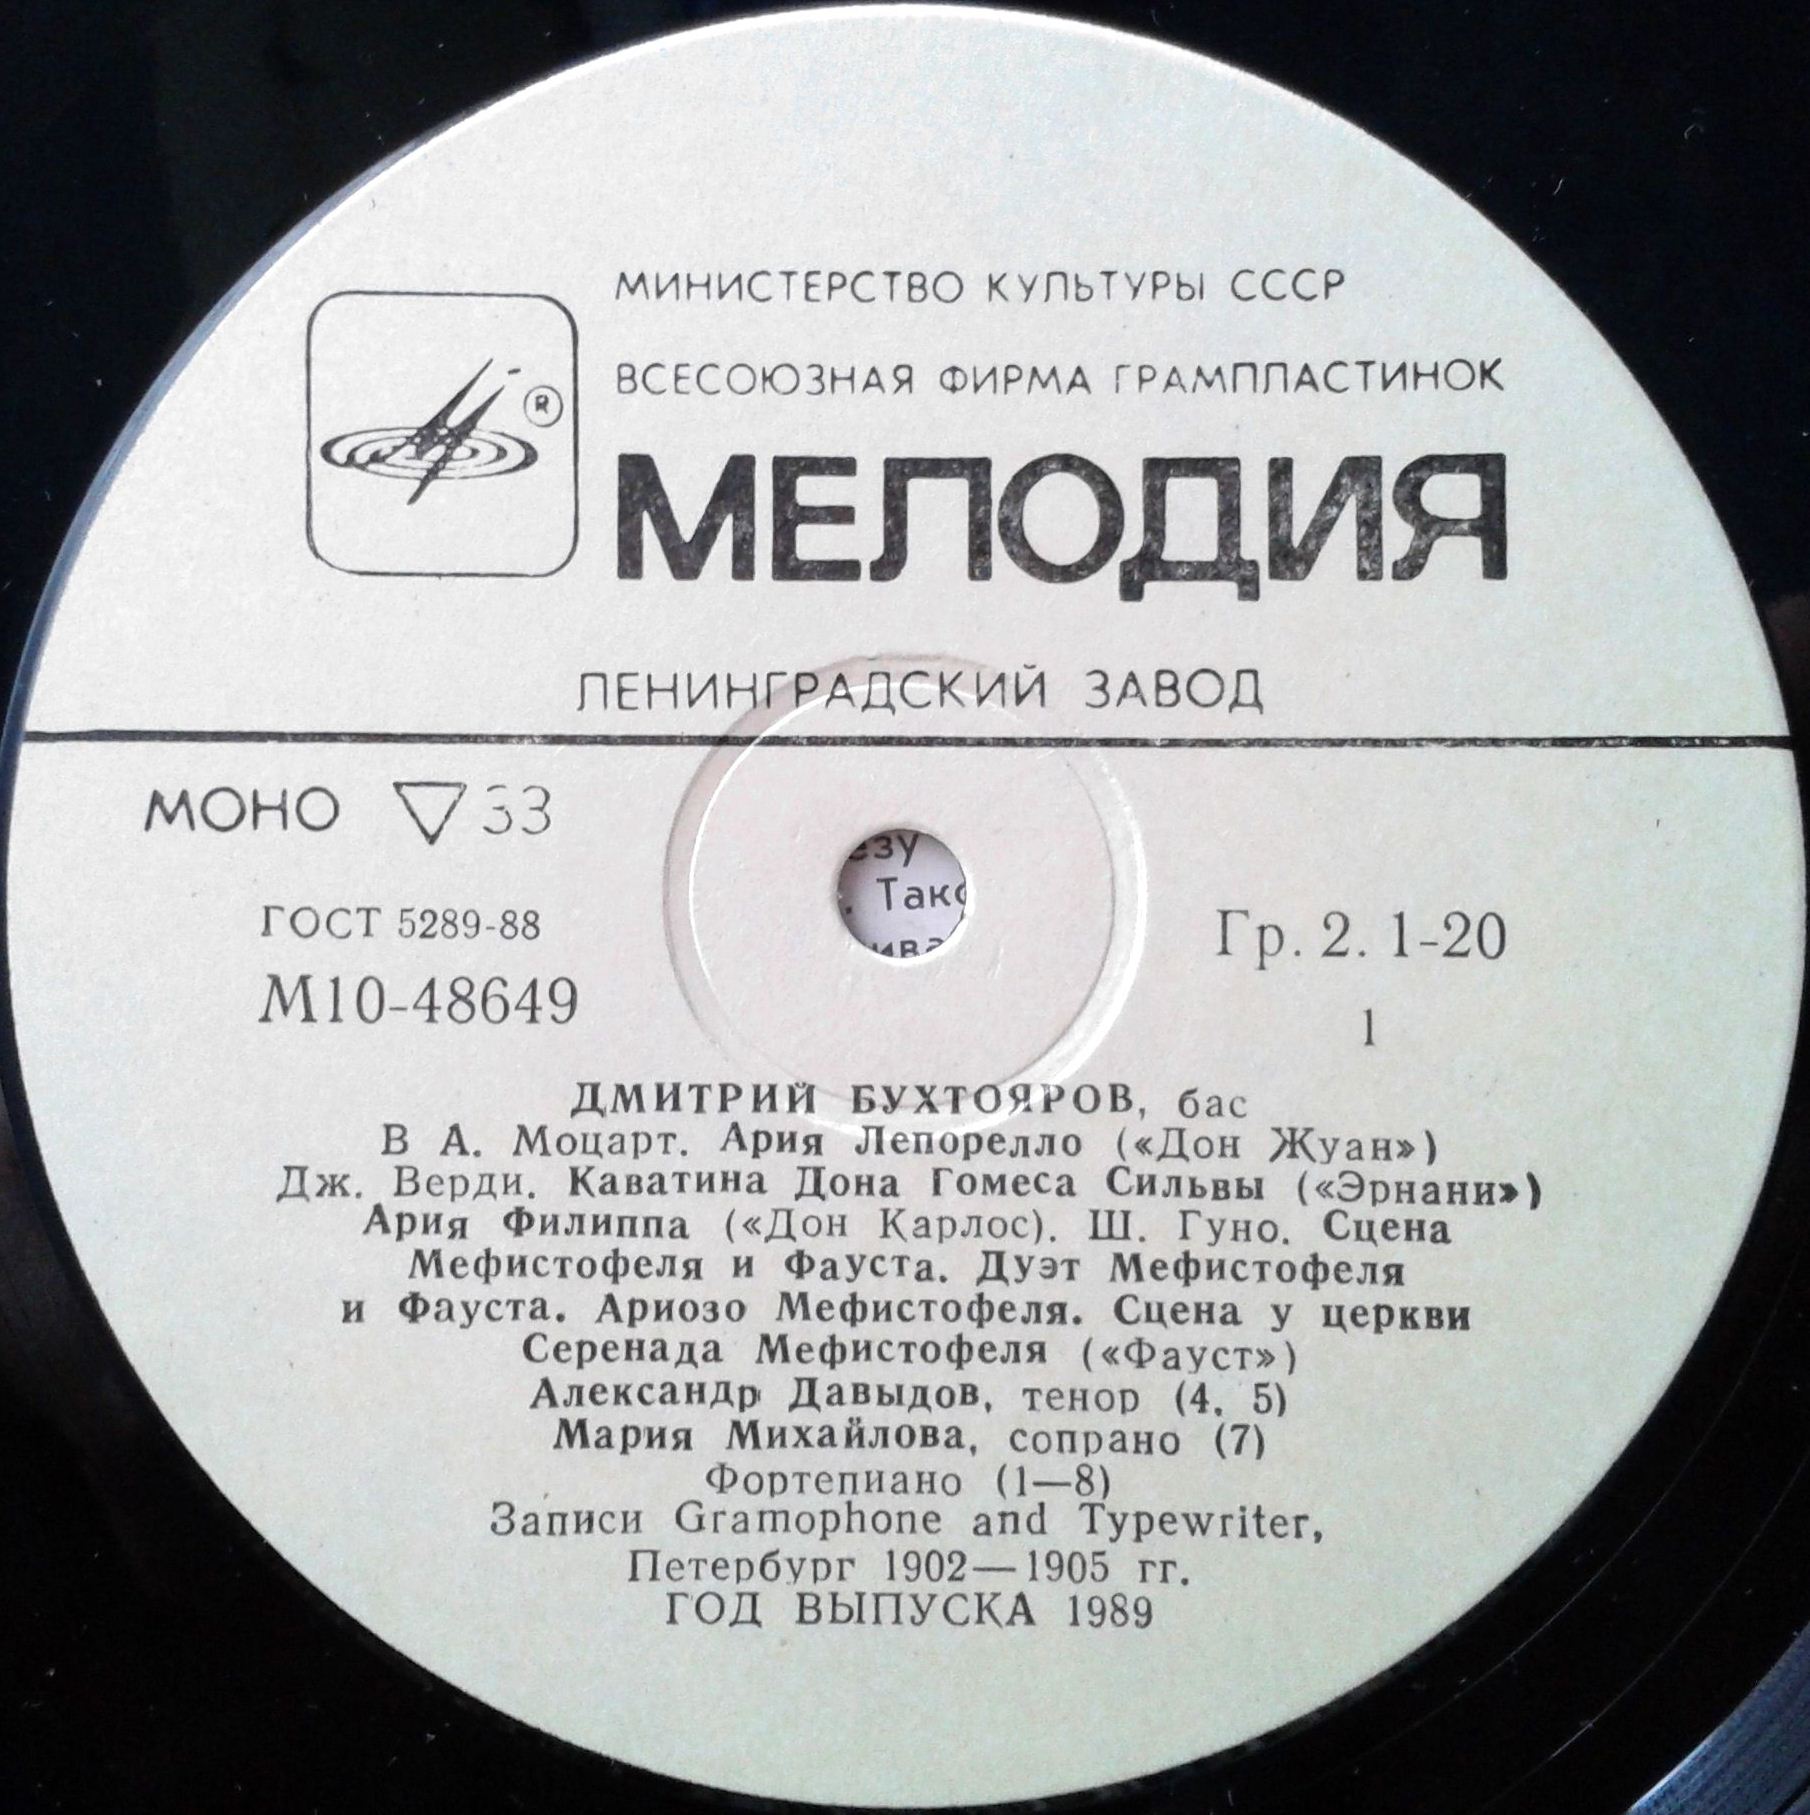 МИНИСТЕРСТВО КУЛЬТУРЫ СССР
ВСЕСОЮЗНАЯ ФИРМА ГРАМПЛАСТИНОК
®
МЕЛОДИЯ
ЛЕНИНГРАДСКИЙ ЗАВОД
МОНО ▽ 33
ГОСТ 5289-88
Гр. 2. 1-20
М10-48649
1
ДМИТРИЙ БУХТОЯРОВ, бас
В А. Моцарт. Ария Лепорелло («Дон Жуан»)
Дж. Верди. Каватина Дона Гомеса Сильвы («Эрнани»)
Ария Филиппа («Дон Карлос). Ш. Гуно. Сцена
Мефистофеля и Фауста. Дуэт Мефистофеля
и Фауста. Ариозо Мефистофеля. Сцена у церкви
Серенада Мефистофеля («Фауст»)
Александр Давыдов, тенор (4, 5)
Мария Михайлова, сопрано (7)
Фортепиано (1—8)
Записи Gramophone and Typewriter,
Петербург 1902—1905 гг.
ГОД ВЫПУСКА 1989